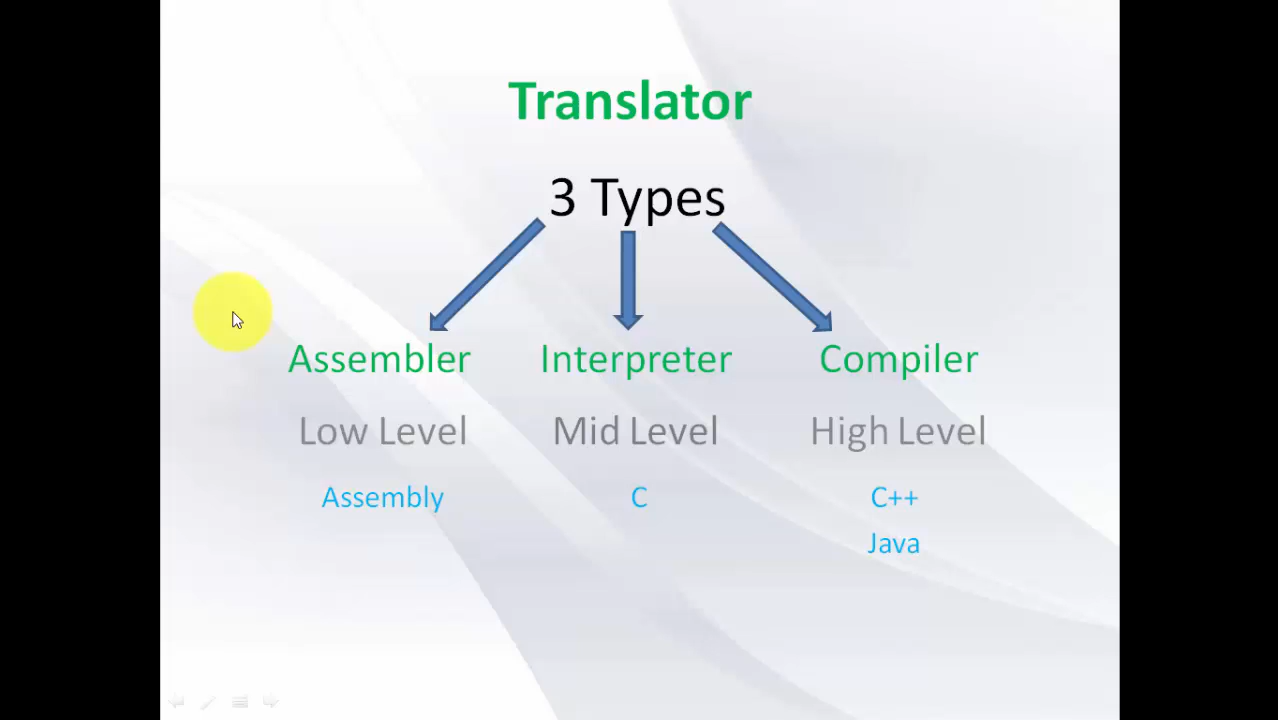 Translator
3 Types
Assembler Interpreter Compiler
Low Level Mid Level High Level
Assembly C C++
Java